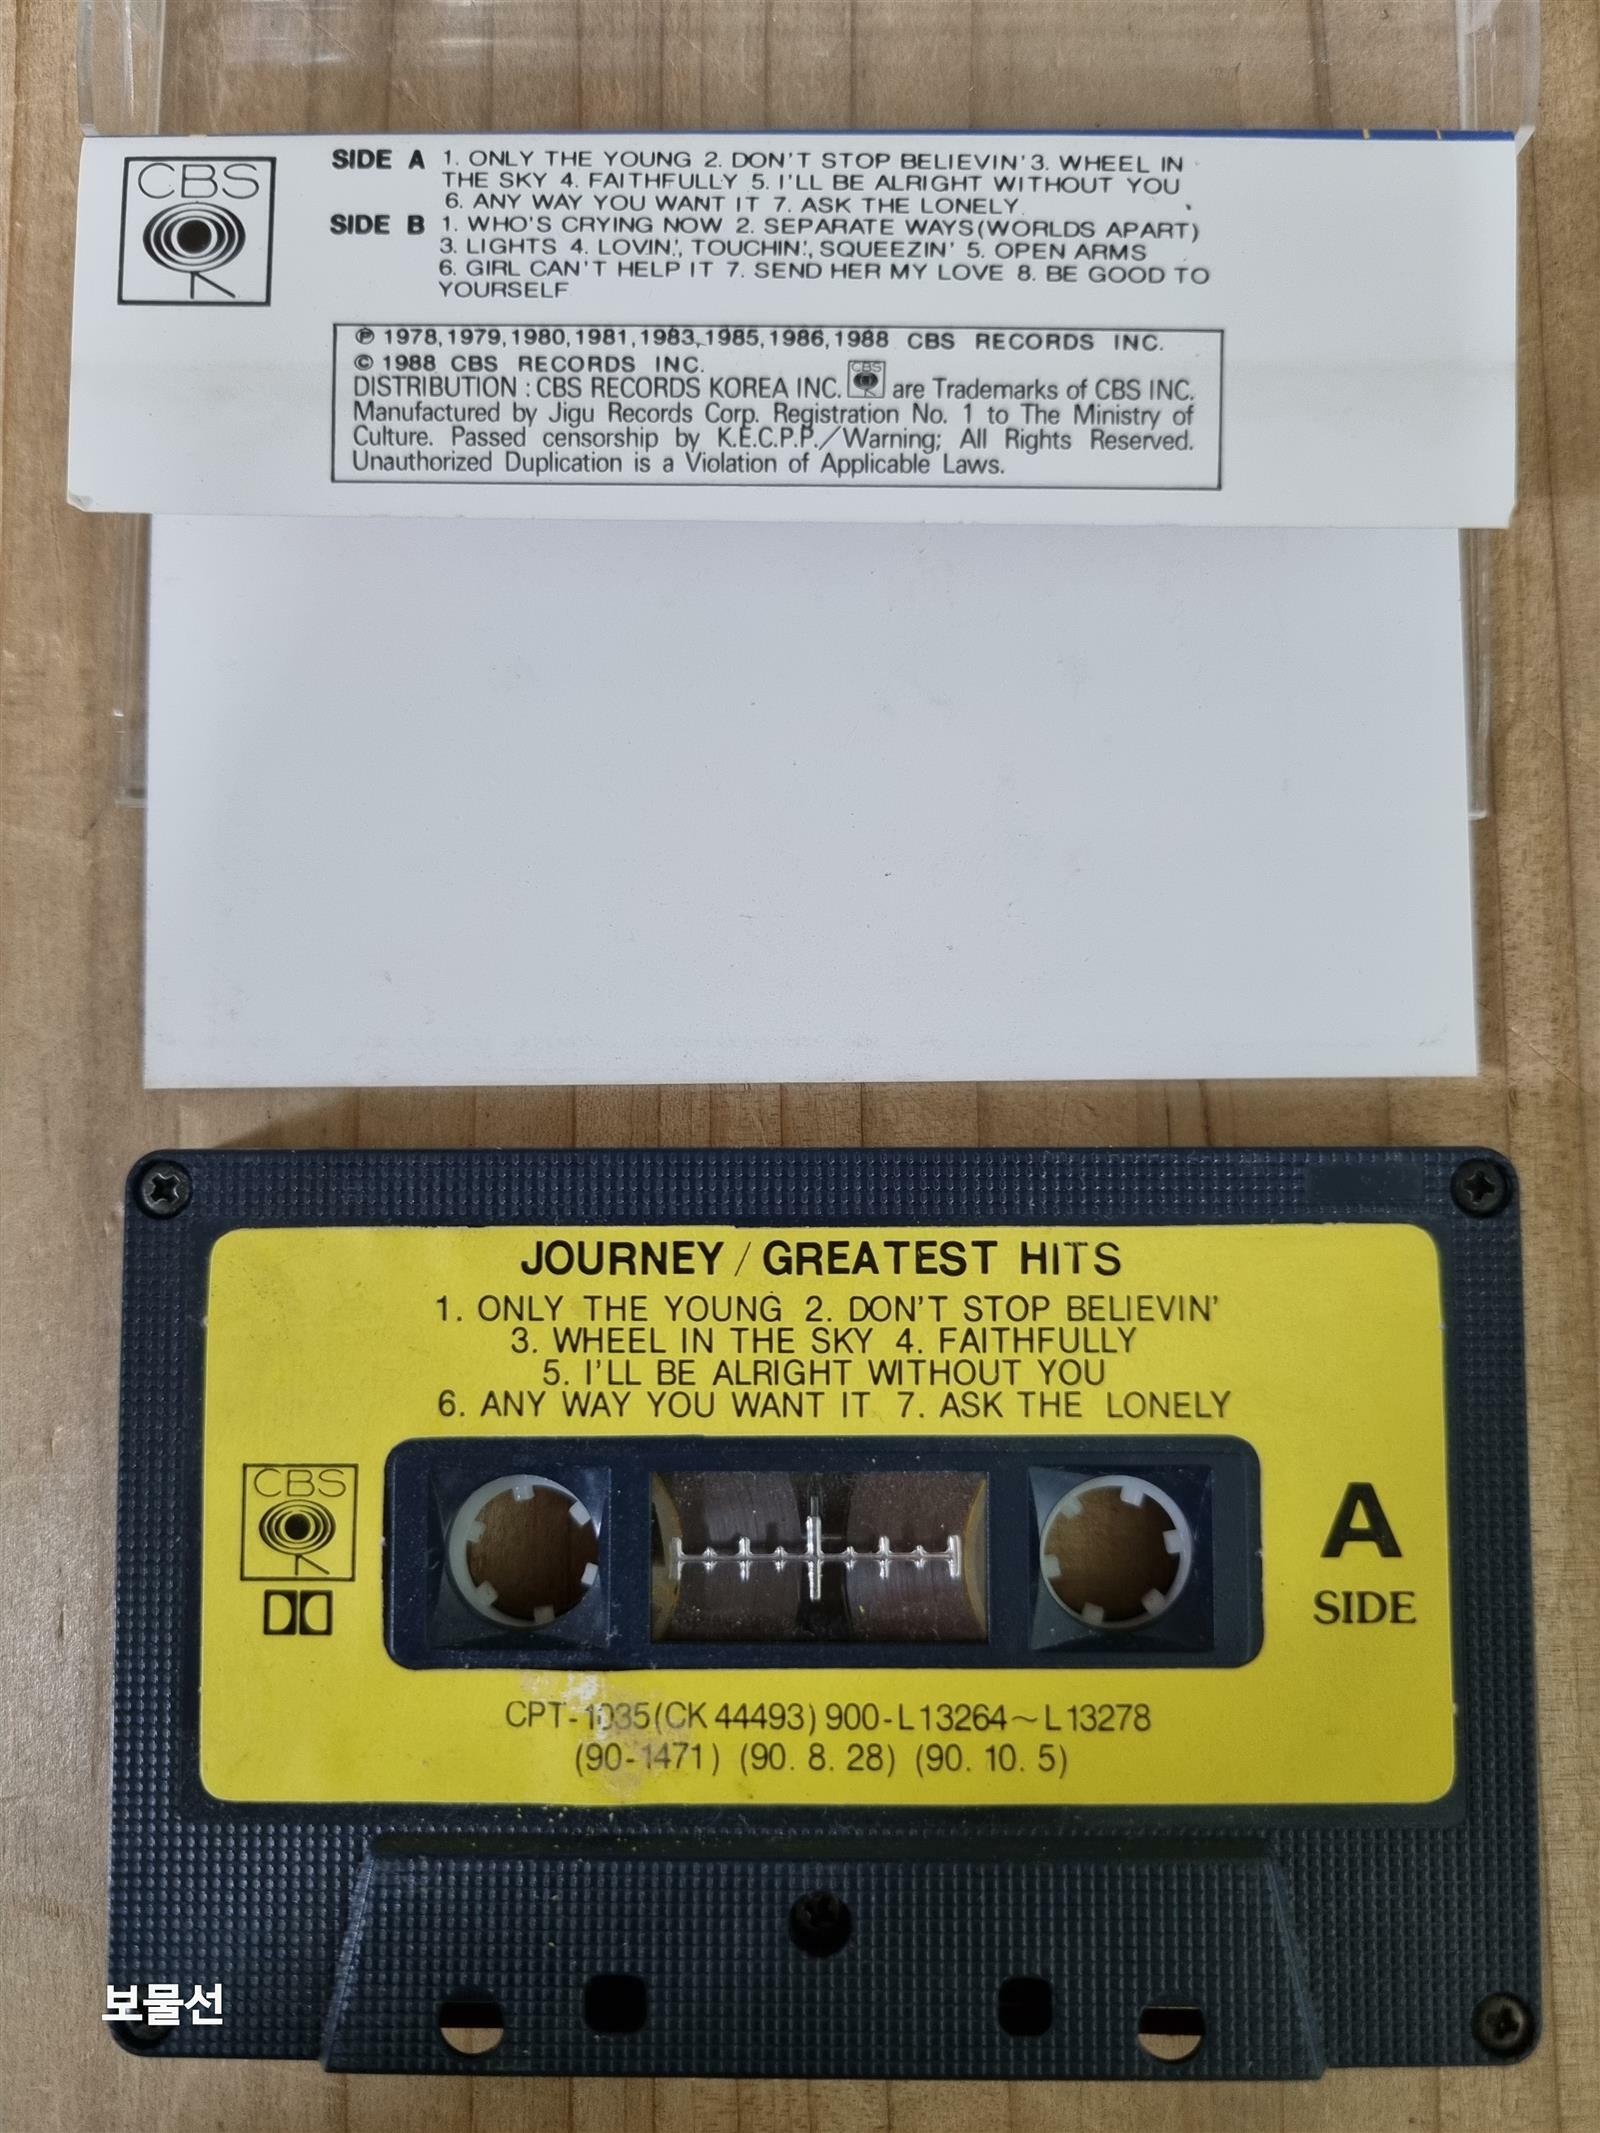 CBS
SIDE A 1. ONLY THE YOUNG 2. DON'T STOP BELIEVIN' 3. WHEEL IN
THE SKY 4. FAITHFULLY 5. I'LL BE ALRIGHT WITHOUT YOU
6. ANY WAY YOU WANT IT 7. ASK THE LONELY.
SIDE B 1. WHO'S CRYING NOW 2. SEPARATE WAYS(WORLDS APART)
3. LIGHTS 4. LOVIN', TOUCHIN', SQUEEZIN' 5. OPEN ARMS
6. GIRL CAN'T HELP IT 7. SEND HER MY LOVE 8. BE GOOD TO
YOURSELF
℗ 1978,1979,1980,1981,1983,1985,1986,1988 CBS RECORDS INC.
© 1988 CBS RECORDS INC.
DISTRIBUTION : CBS RECORDS KOREA INC. CBS are Trademarks of CBS INC.
Manufactured by Jigu Records Corp. Registration No. 1 to The Ministry of
Culture. Passed censorship by K.E.C.P.P./Warning; All Rights Reserved.
Unauthorized Duplication is a Violation of Applicable Laws.
JOURNEY / GREATEST HITS
1. ONLY THE YOUNG 2. DON'T STOP BELIEVIN'
3. WHEEL IN THE SKY 4. FAITHFULLY
5. I'LL BE ALRIGHT WITHOUT YOU
6. ANY WAY YOU WANT IT 7. ASK THE LONELY
CBS
A
SIDE
CPT-1035(CK 44493) 900-L13264~L13278
(90-1471) (90. 8. 28) (90. 10. 5)
보물선